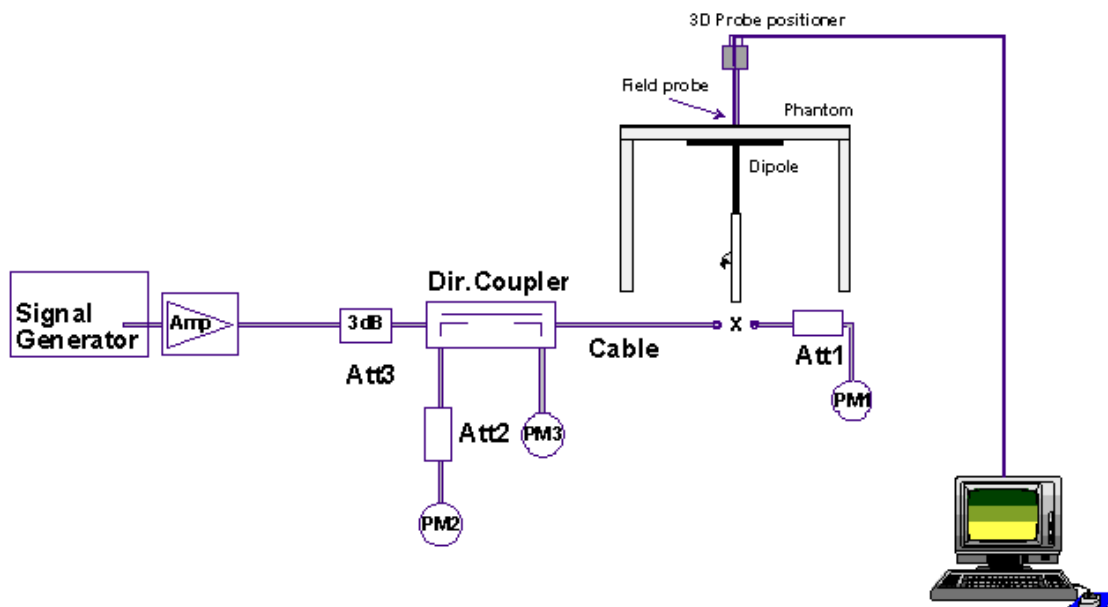 3D Probe positioner
Field probe
Phantom
Dipole
Signal
Generator
Amp
3dB
Att3
Dir.Coupler
Cable
X
Att1
PM1
Att2
PM3
PM2